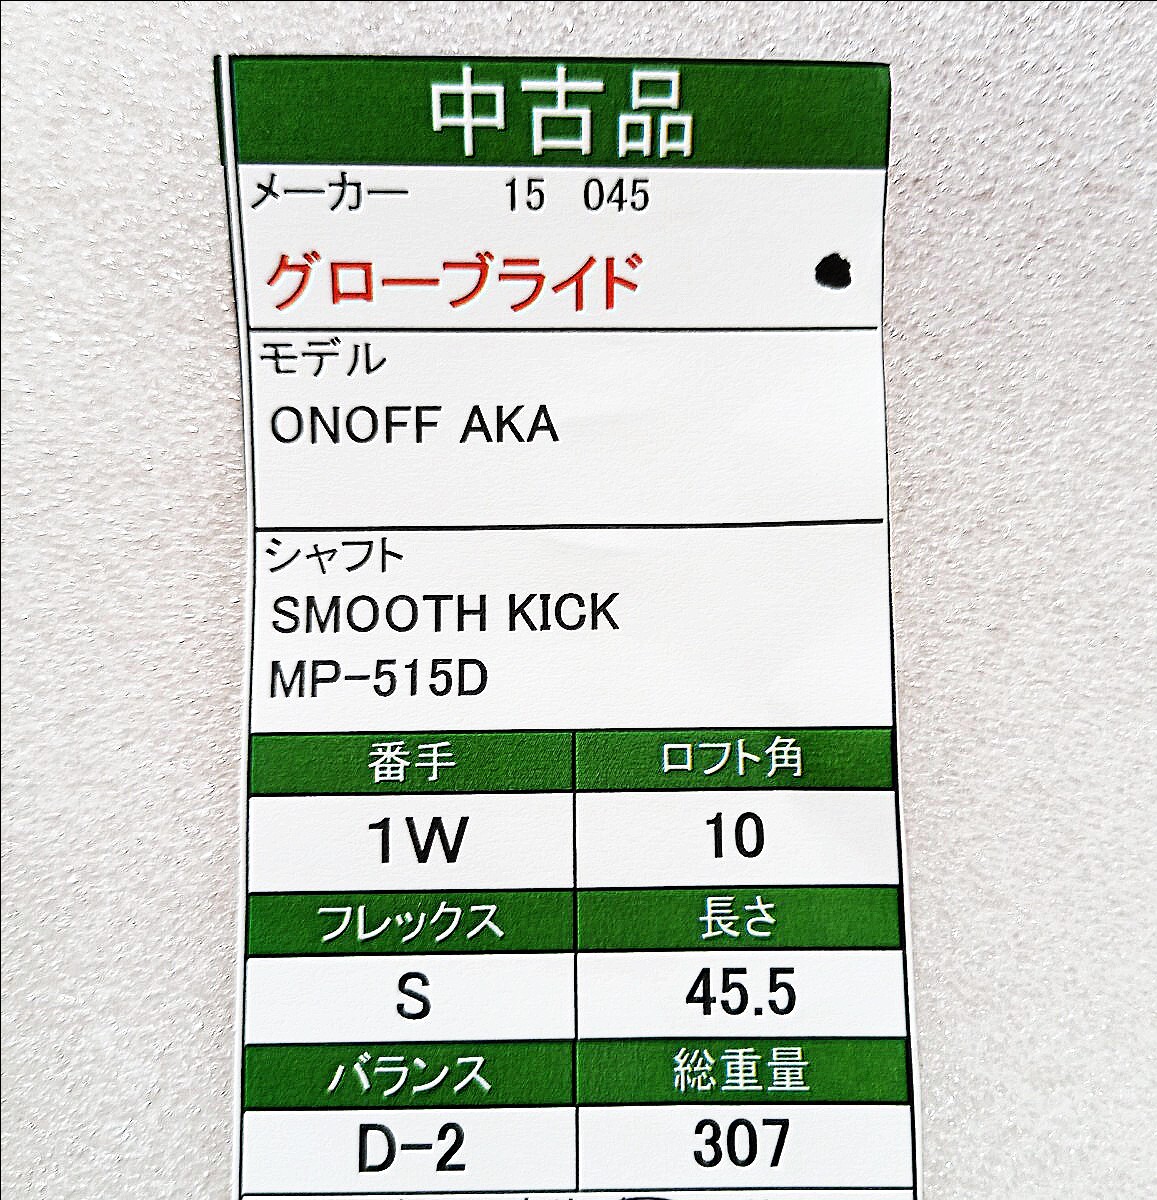 中古品
メーカー 15 045
グローブライド
モデル
ONOFF AKA
シャフト
SMOOTH KICK
MP-515D
番手 ロフト角
1W 10
フレックス 長さ
S 45.5
バランス 総重量
D-2 307